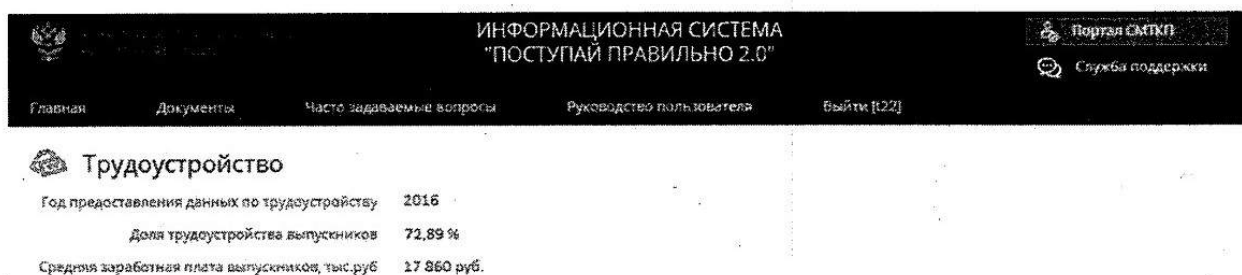 ИНФОРМАЦИОННАЯ СИСТЕМА
"ПОСТУПАЙ ПРАВИЛЬНО 2.0"
Портал СМТКП
Служба поддержки
Главная Документы Часто задаваемые вопросы Руководство пользователя Выйти [t22]
Трудоустройство
Год предоставления данных по трудоустройству 2016
Доля трудоустройства выпускников 72,89 %
Средняя заработная плата выпускников, тыс.руб 17 860 руб.